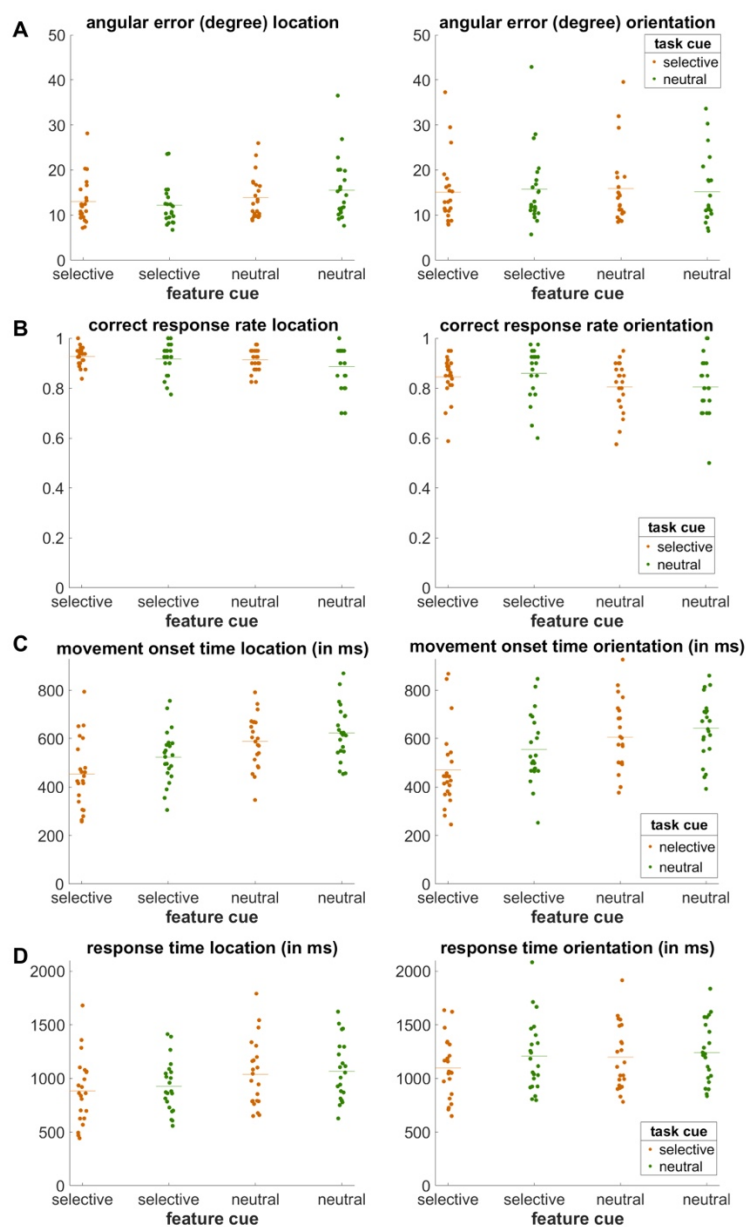 A
angular error (degree) location
50
40
30
20
10
0
selective selective neutral neutral
feature cue
angular error (degree) orientation
task cue
selective
neutral
50
40
30
20
10
0
selective selective neutral neutral
feature cue
B
correct response rate location
1
0.8
0.6
0.4
0.2
0
selective selective neutral neutral
feature cue
correct response rate orientation
1
0.8
0.6
0.4
0.2
0
task cue
selective
neutral
selective selective neutral neutral
feature cue
C
movement onset time location (in ms)
800
600
400
200
0
selective selective neutral neutral
feature cue
movement onset time orientation (in ms)
800
600
400
200
0
task cue
nelective
neutral
selective selective neutral neutral
feature cue
D
response time location (in ms)
2000
1500
1000
500
0
selective selective neutral neutral
feature cue
response time orientation (in ms)
2000
1500
1000
500
0
task cue
selective
neutral
selective selective neutral neutral
feature cue